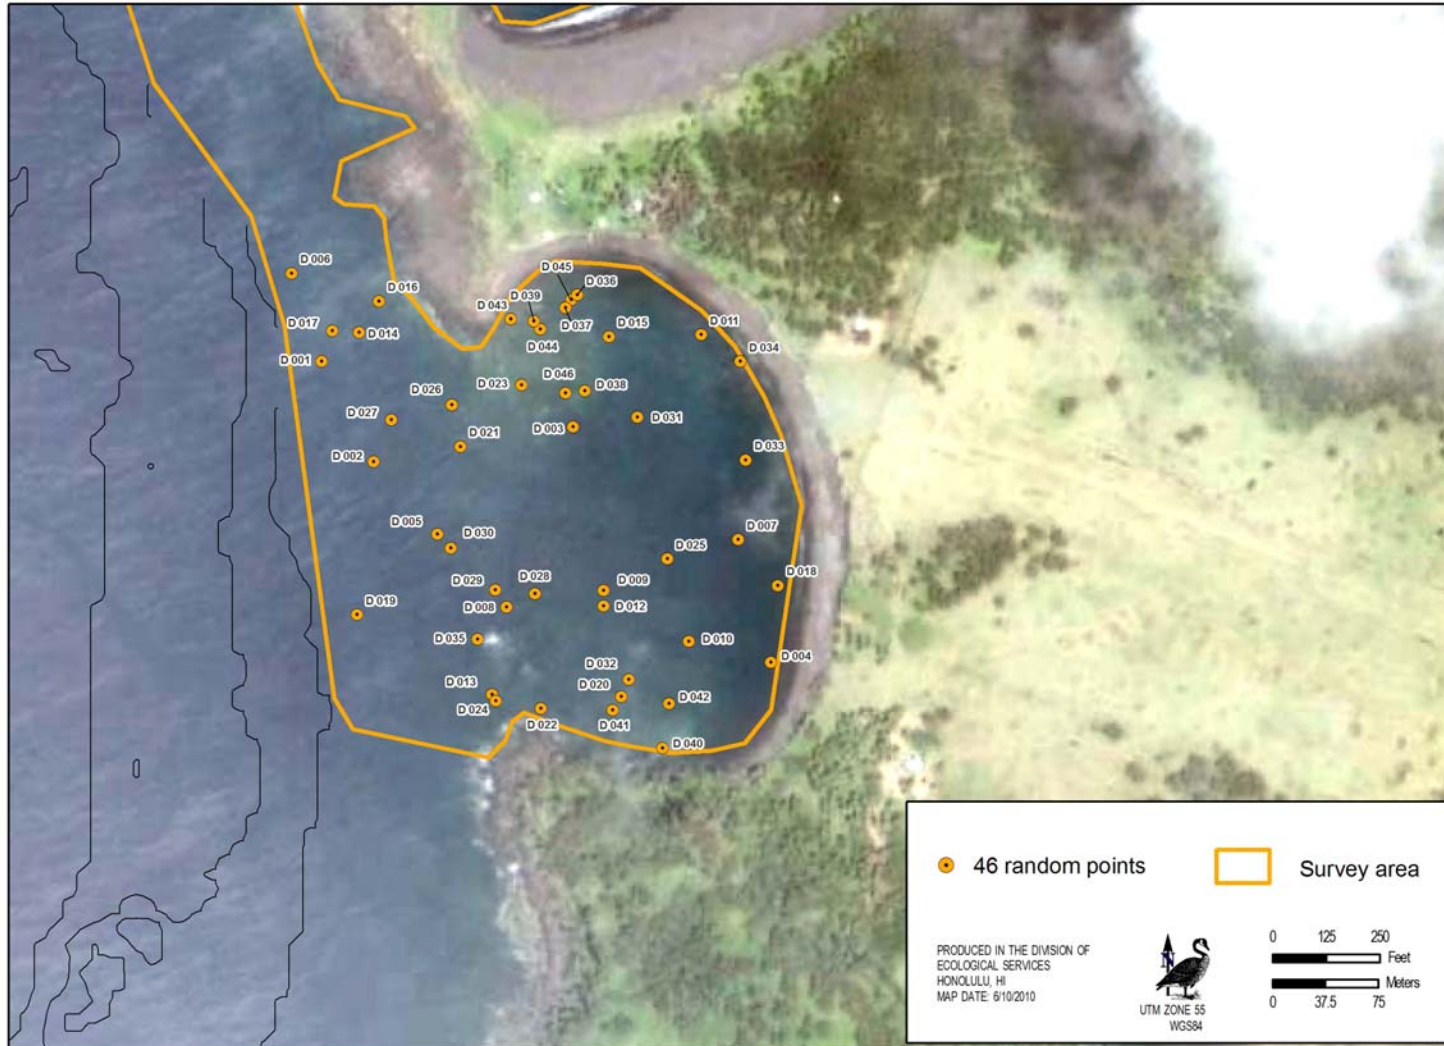 D 006
D 016
D 017
D 014
D 001
D 045
D 036
D 043
D 039
D 037
D 044
D 015
D 011
D 034
D 023
D 046
D 038
D 026
D 027
D 003
D 031
D 021
D 002
D 033
D 005
D 030
D 007
D 025
D 029
D 028
D 009
D 018
D 008
D 012
D 019
D 035
D 010
D 004
D 032
D 013
D 020
D 042
D 024
D 022
D 041
D 040
46 random points
Survey area
PRODUCED IN THE DIVISION OF
ECOLOGICAL SERVICES
HONOLULU, HI
MAP DATE: 6/10/2010
N
UTM ZONE 55
WGS84
0 125 250
Feet
Meters
0 37.5 75